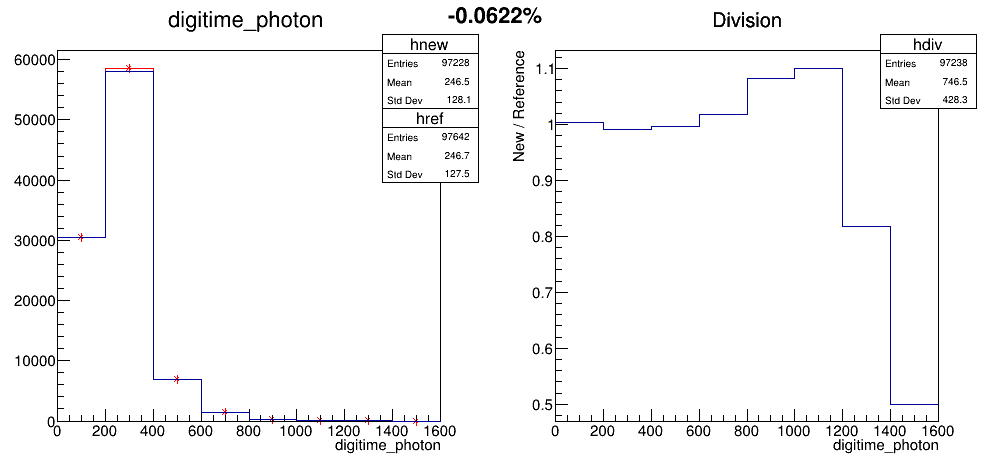 -0.0622%
digitime_photon
hnew
Entries 97228
Mean 246.5
Std Dev 128.1
href
Entries 97642
Mean 246.7
Std Dev 127.5
60000
50000
40000
30000
20000
10000
0
0 200 400 600 800 1000 1200 1400 1600
digitime_photon
Division
hdiv
Entries 97238
Mean 746.5
Std Dev 428.3
New / Reference
1.1
1
0.9
0.8
0.7
0.6
0.5
0 200 400 600 800 1000 1200 1400 1600
digitime_photon